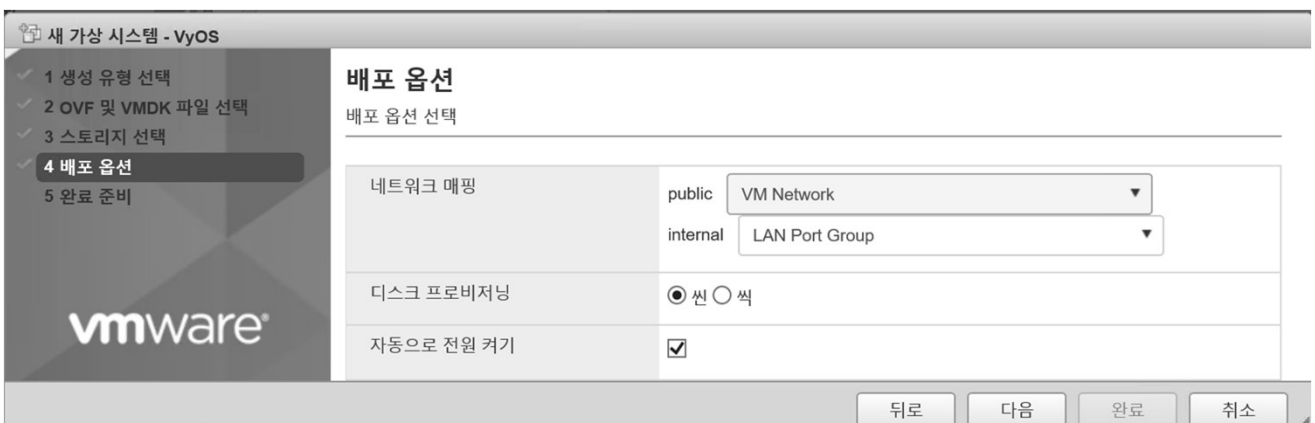 새 가상 시스템 - VyOS
1 생성 유형 선택
2 OVF 및 VMDK 파일 선택
3 스토리지 선택
4 배포 옵션
5 완료 준비
vmware®
배포 옵션
배포 옵션 선택
네트워크 매핑
public VM Network
internal LAN Port Group
디스크 프로비저닝
씬 씩
자동으로 전원 켜기
뒤로 다음 완료 취소